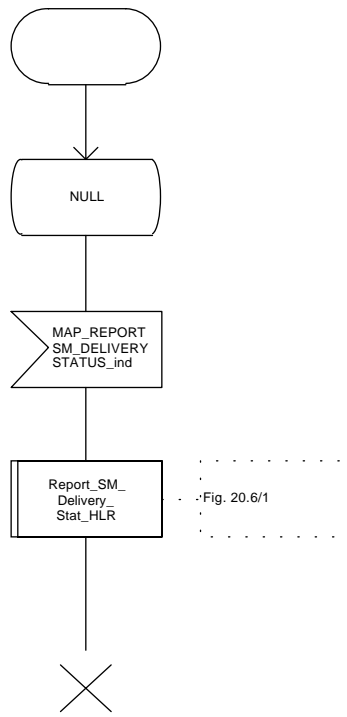 NULL
MAP_REPORT
SM_DELIVERY
STATUS_ind
Report_SM_
Delivery_
Stat_HLR
Fig. 20.6/1